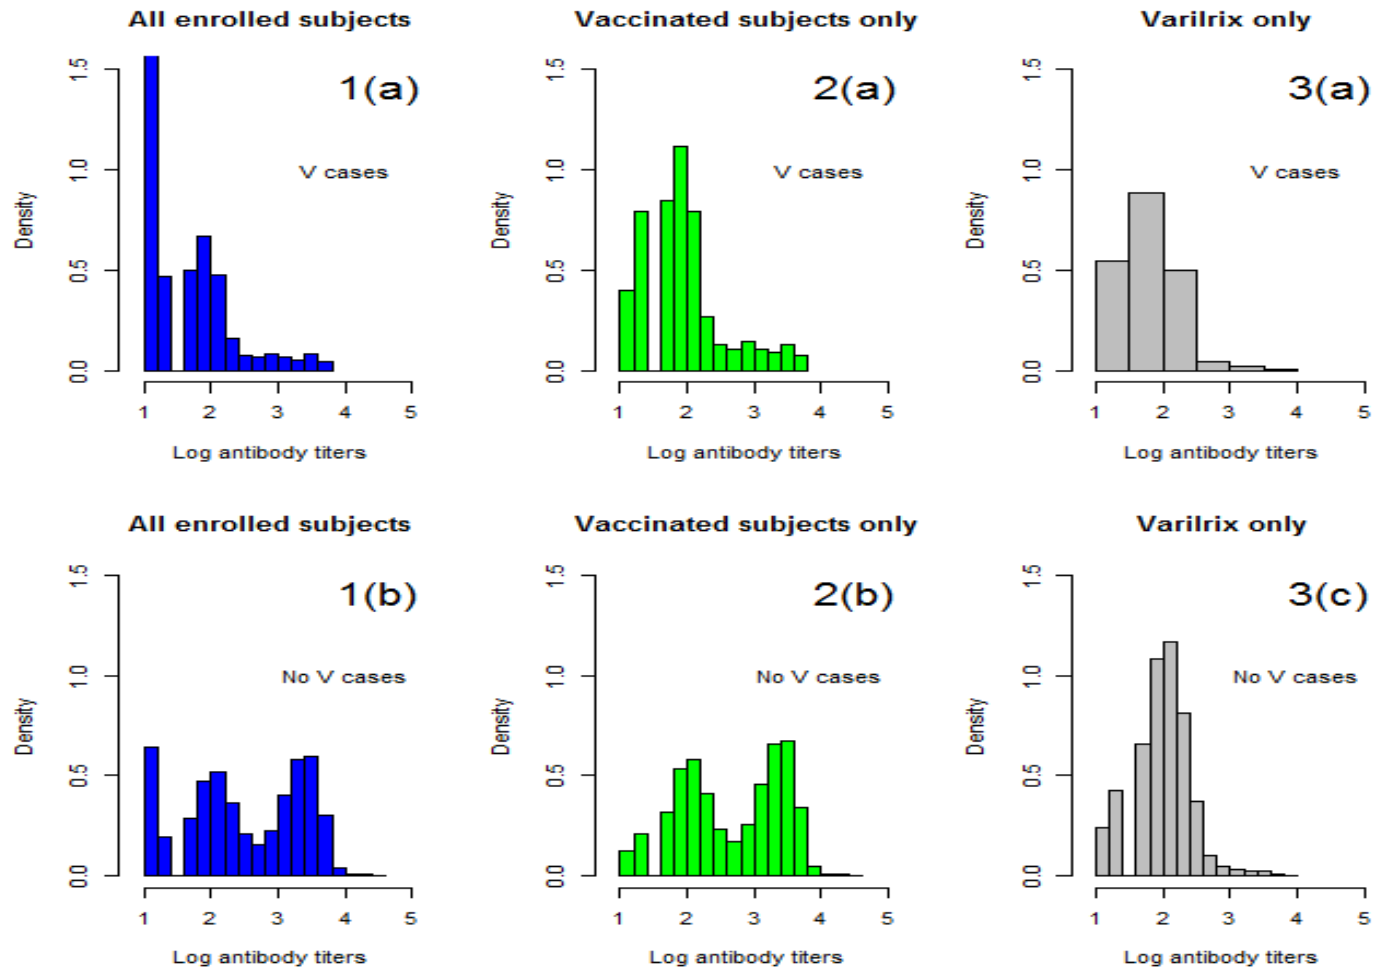 All enrolled subjects
1(a)
V cases
Density
0.0 0.5 1.0 1.5
1 2 3 4 5
Log antibody titers
Vaccinated subjects only
2(a)
V cases
Density
0.0 0.5 1.0 1.5
1 2 3 4 5
Log antibody titers
Varilrix only
3(a)
V cases
Density
0.0 0.5 1.0 1.5
1 2 3 4 5
Log antibody titers
All enrolled subjects
1(b)
No V cases
Density
0.0 0.5 1.0 1.5
1 2 3 4 5
Log antibody titers
Vaccinated subjects only
2(b)
No V cases
Density
0.0 0.5 1.0 1.5
1 2 3 4 5
Log antibody titers
Varilrix only
3(c)
No V cases
Density
0.0 0.5 1.0 1.5
1 2 3 4 5
Log antibody titers